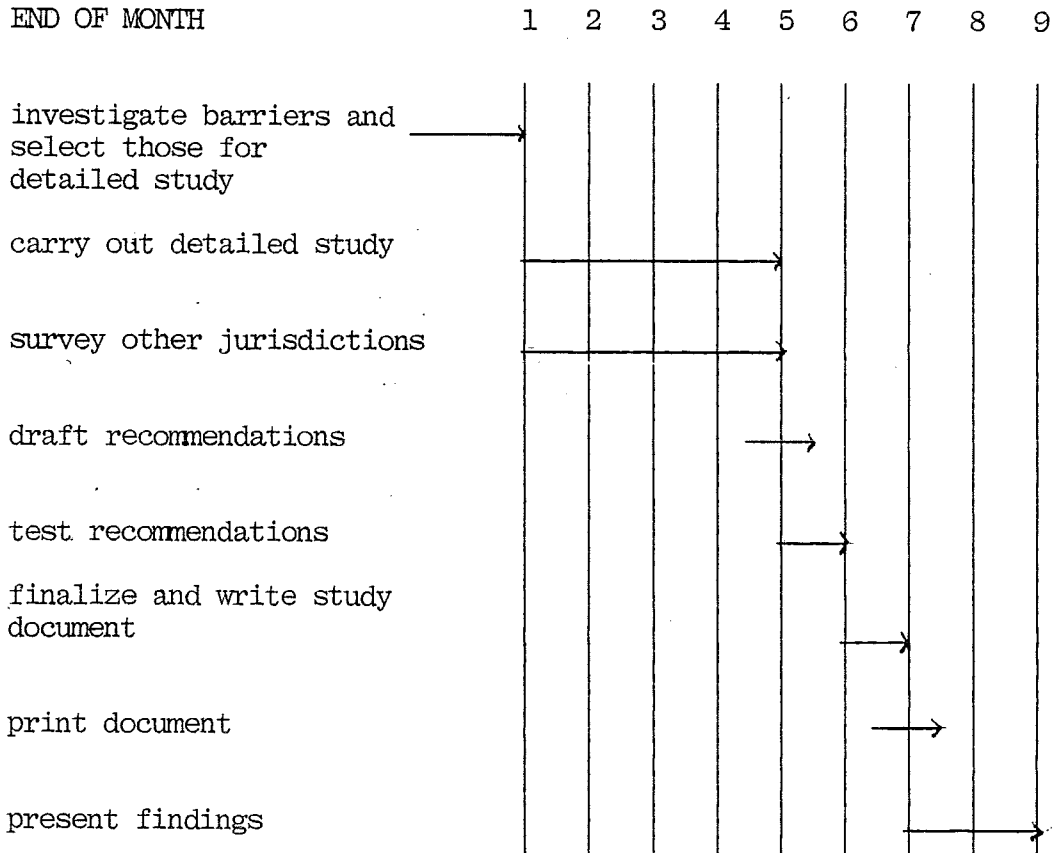 END OF MONTH 1 2 3 4 5 6 7 8 9
investigate barriers and
select those for
detailed study
carry out detailed study
survey other jurisdictions
draft recommendations
test recommendations
finalize and write study
document
print document
present findings